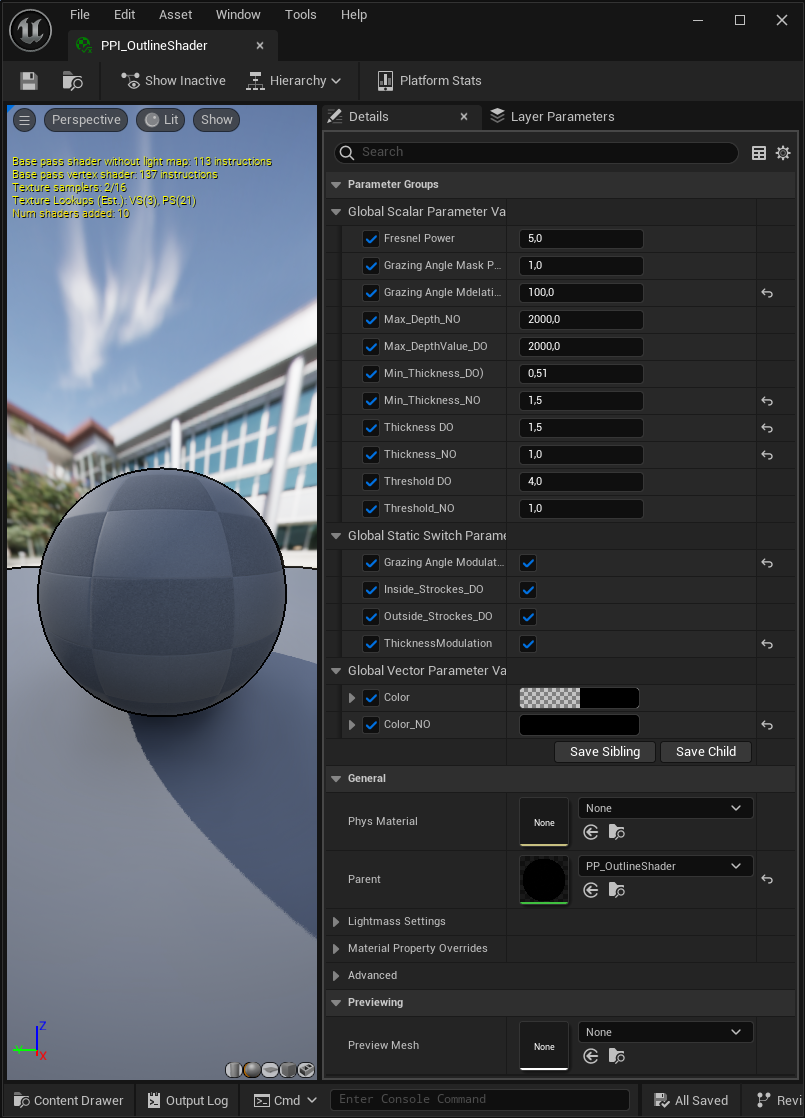 File Edit Asset Window Tools Help
PPI_OutlineShader
Show Inactive Hierarchy Platform Stats
Perspective Lit Show
Base pass shader without light map: 113 instructions
Base pass vertex shader: 137 instructions
Texture samplers: 2/16
Texture Lookups (Est.): VS(3), PS(21)
Num shaders added: 10
Z
Y
X
Details Layer Parameters
Search
Parameter Groups
Global Scalar Parameter Va
Fresnel Power 5,0
Grazing Angle Mask P... 1,0
Grazing Angle Mdelati... 100,0
Max_Depth_NO 2000,0
Max_DepthValue_DO 2000,0
Min_Thickness_DO) 0,51
Min_Thickness_NO 1,5
Thickness DO 1,5
Thickness_NO 1,0
Threshold DO 4,0
Threshold_NO 1,0
Global Static Switch Parame
Grazing Angle Modulat...
Inside_Strockes_DO
Outside_Strockes_DO
ThicknessModulation
Global Vector Parameter Va
Color
Color_NO
Save Sibling Save Child
General
Phys Material None None
Parent PP_OutlineShader
Lightmass Settings
Material Property Overrides
Advanced
Previewing
Preview Mesh None None
Content Drawer Output Log Cmd Enter Console Command All Saved Revi